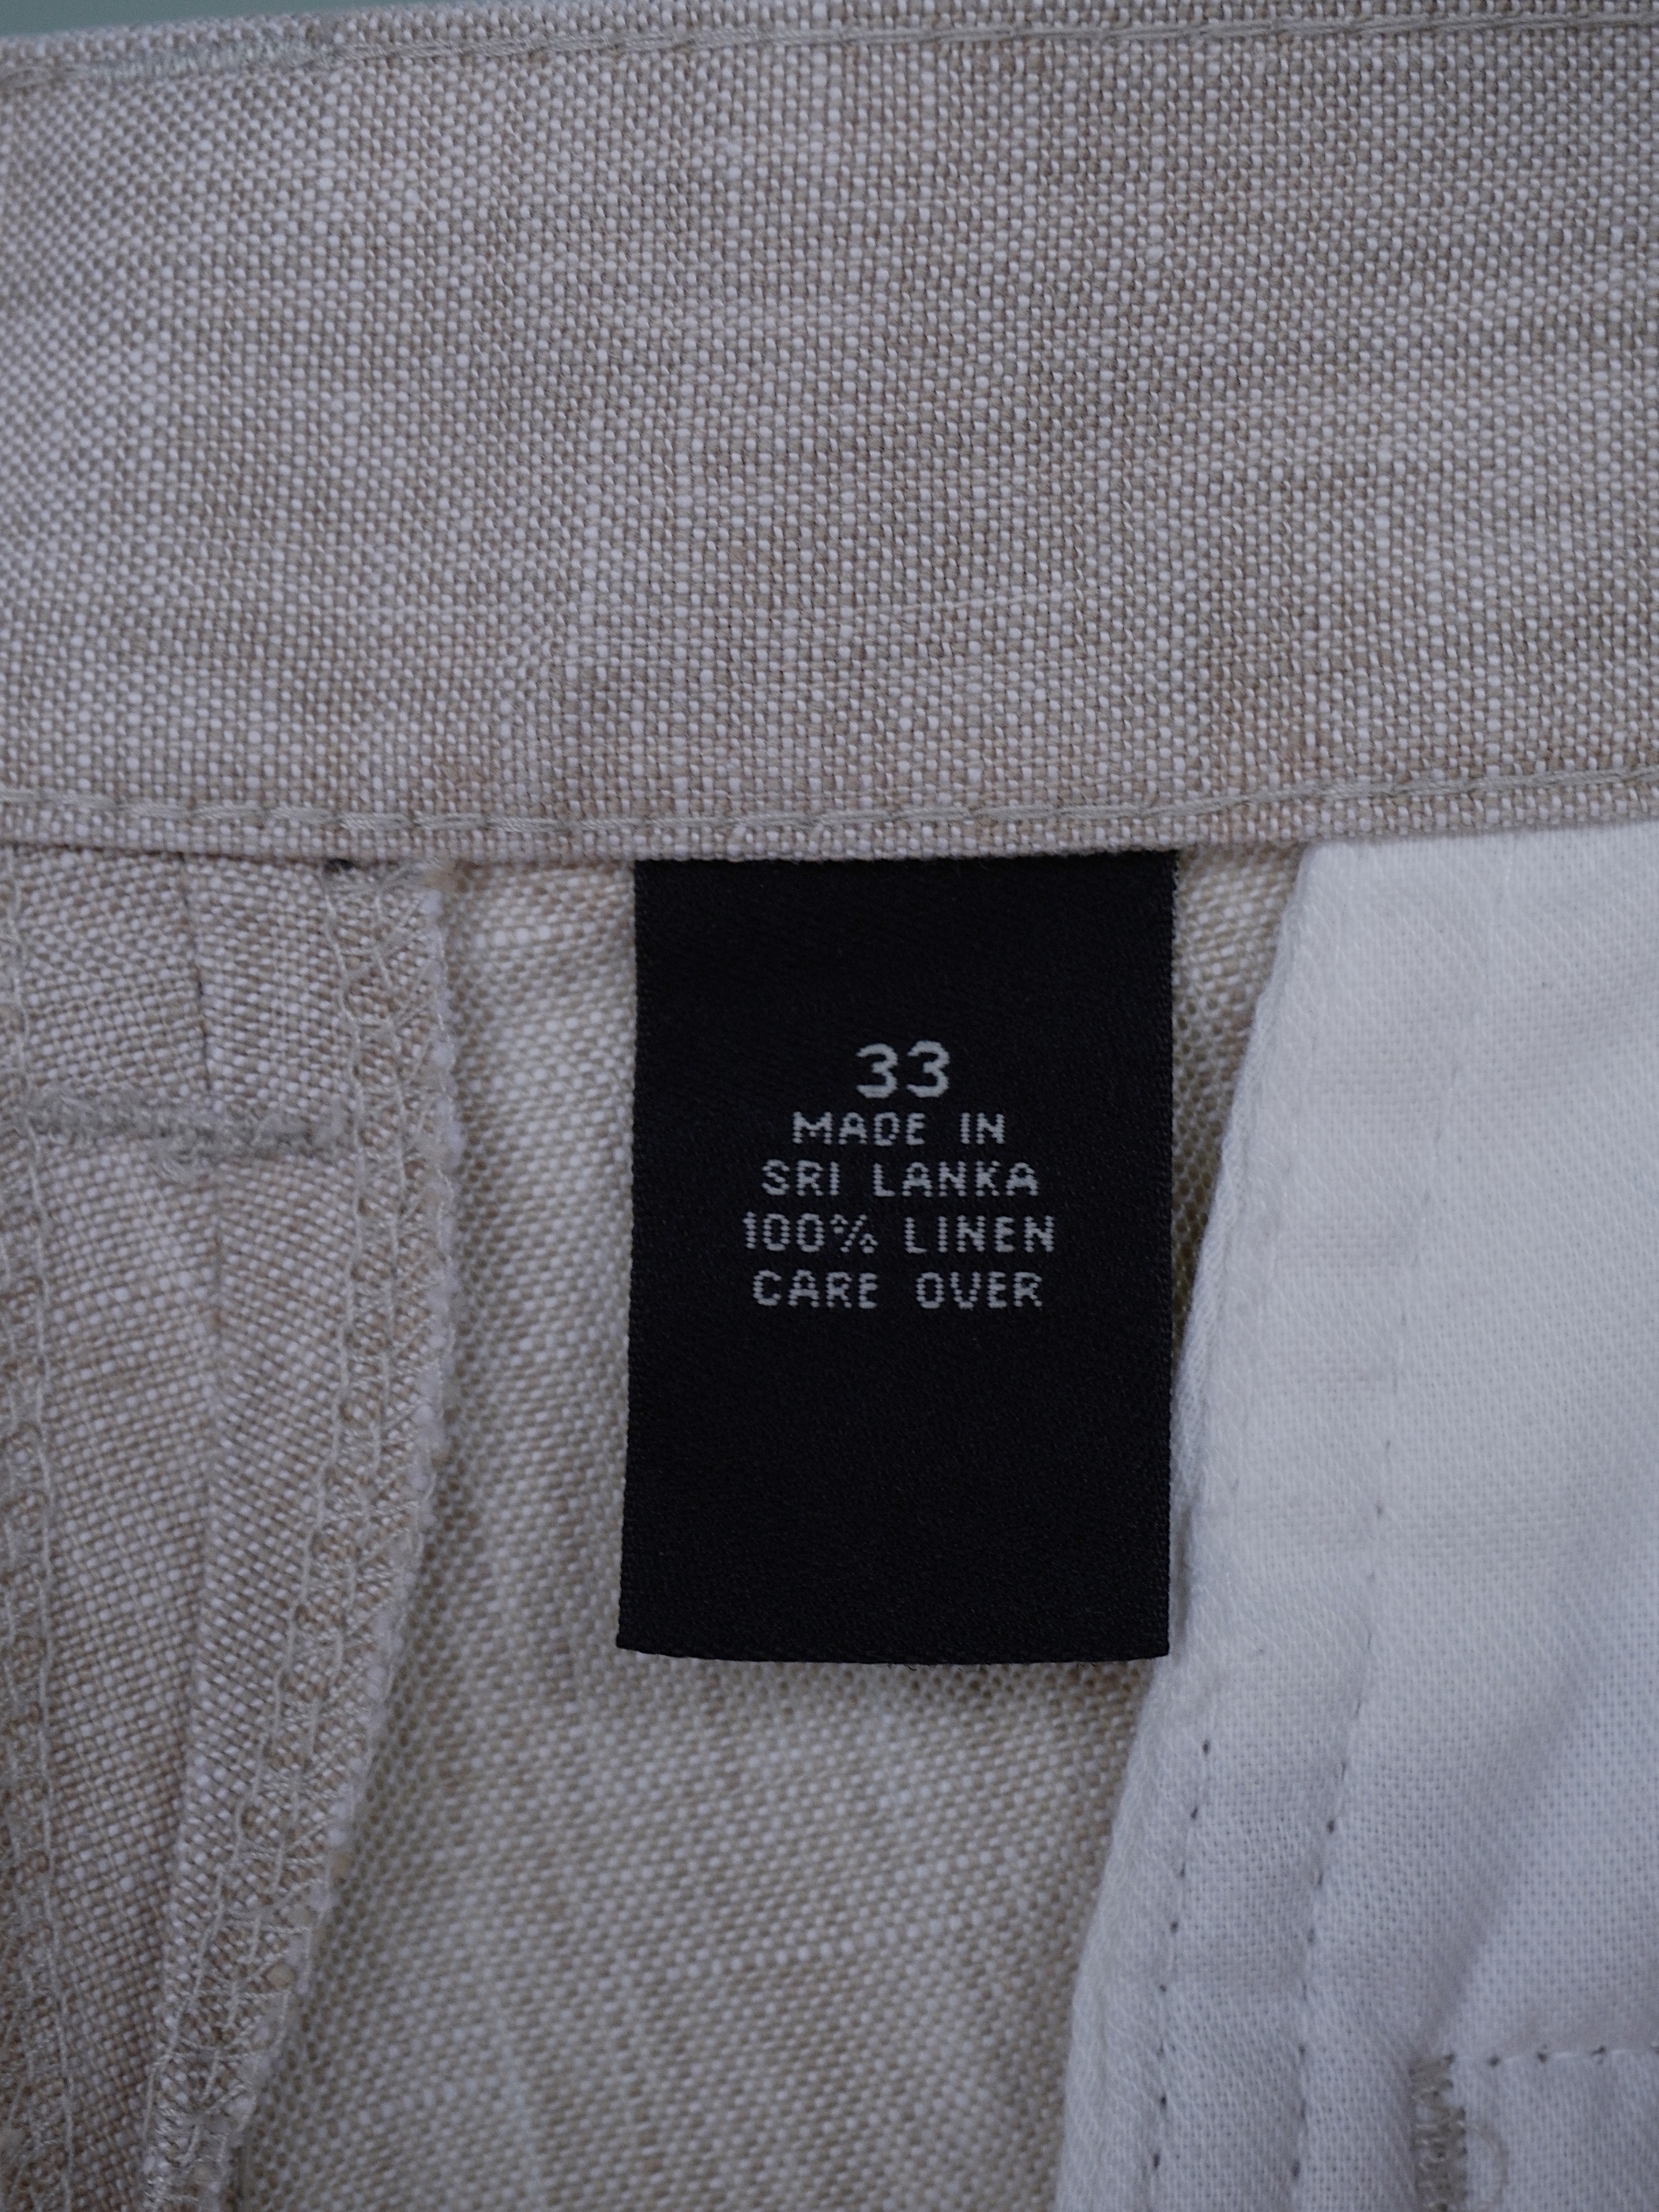 33
MADE IN
SRI LANKA
100% LINEN
CARE OVER